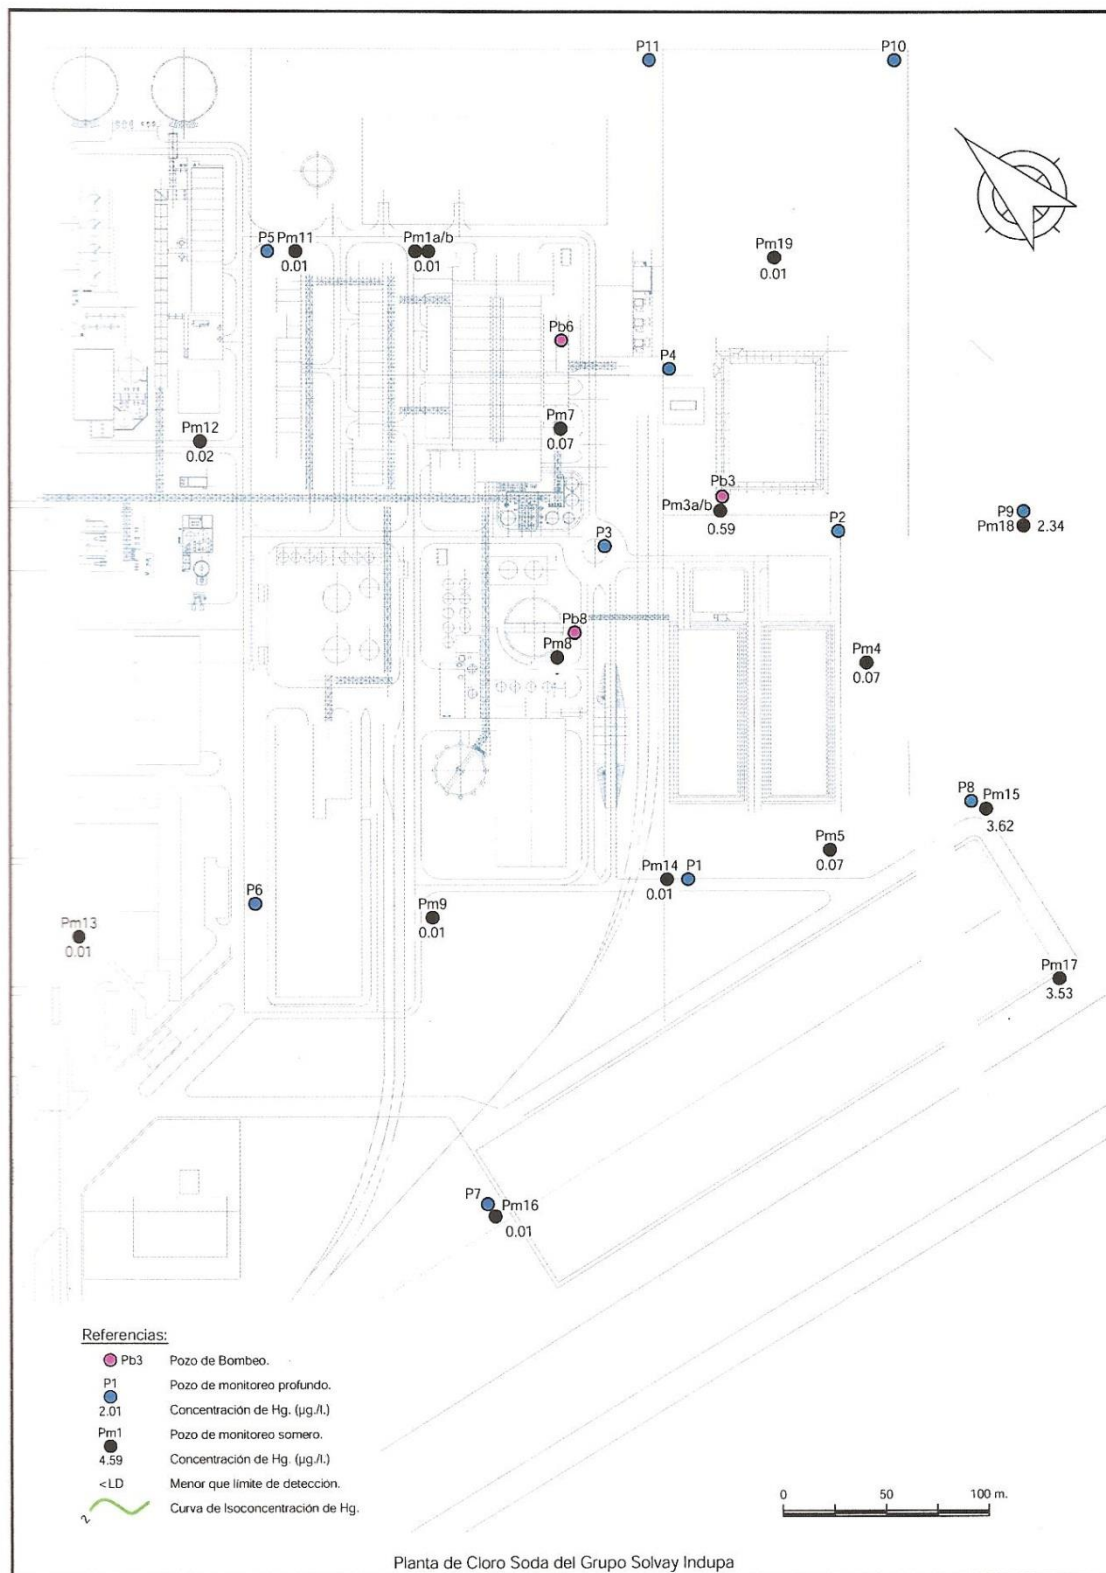 P11
P10
P5 Pm11
0.01
Pm1a/b
0.01
Pm19
0.01
Pb6
P4
Pm7
0.07
Pm12
0.02
Pb3
Pm3a/b
0.59
P2
P9
Pm18 2.34
P3
Pb8
Pm8
Pm4
0.07
P8 Pm15
3.62
Pm5
0.07
Pm14 P1
0.01
P6
Pm9
0.01
Pm13
0.01
Pm17
3.53
P7 Pm16
0.01
Referencias:
Pb3 Pozo de Bombeo.
P1 Pozo de monitoreo profundo.
2.01 Concentración de Hg. (µg./l.)
Pm1 Pozo de monitoreo somero.
4.59 Concentración de Hg. (µg./l.)
<LD Menor que límite de detección.
2 Curva de Isoconcentración de Hg.
0 50 100 m.
Planta de Cloro Soda del Grupo Solvay Indupa